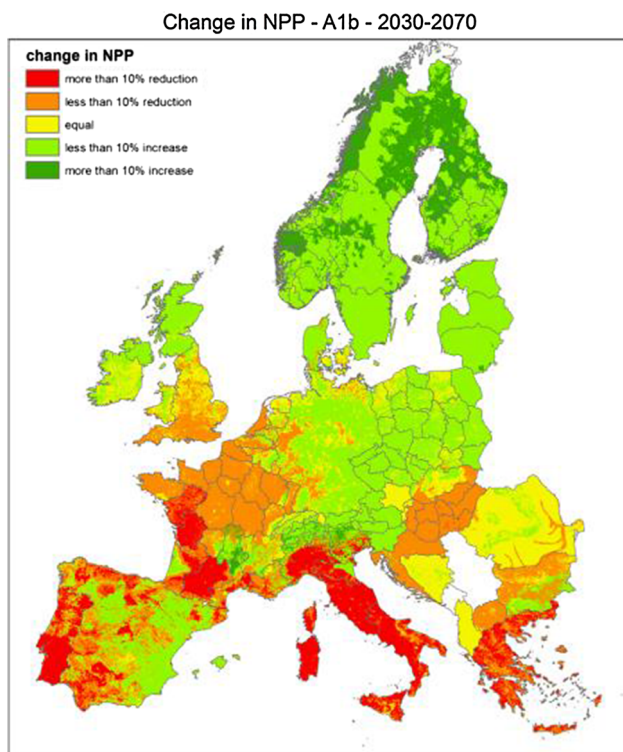 Change in NPP - A1b - 2030-2070
change in NPP
more than 10% reduction
less than 10% reduction
equal
less than 10% increase
more than 10% increase